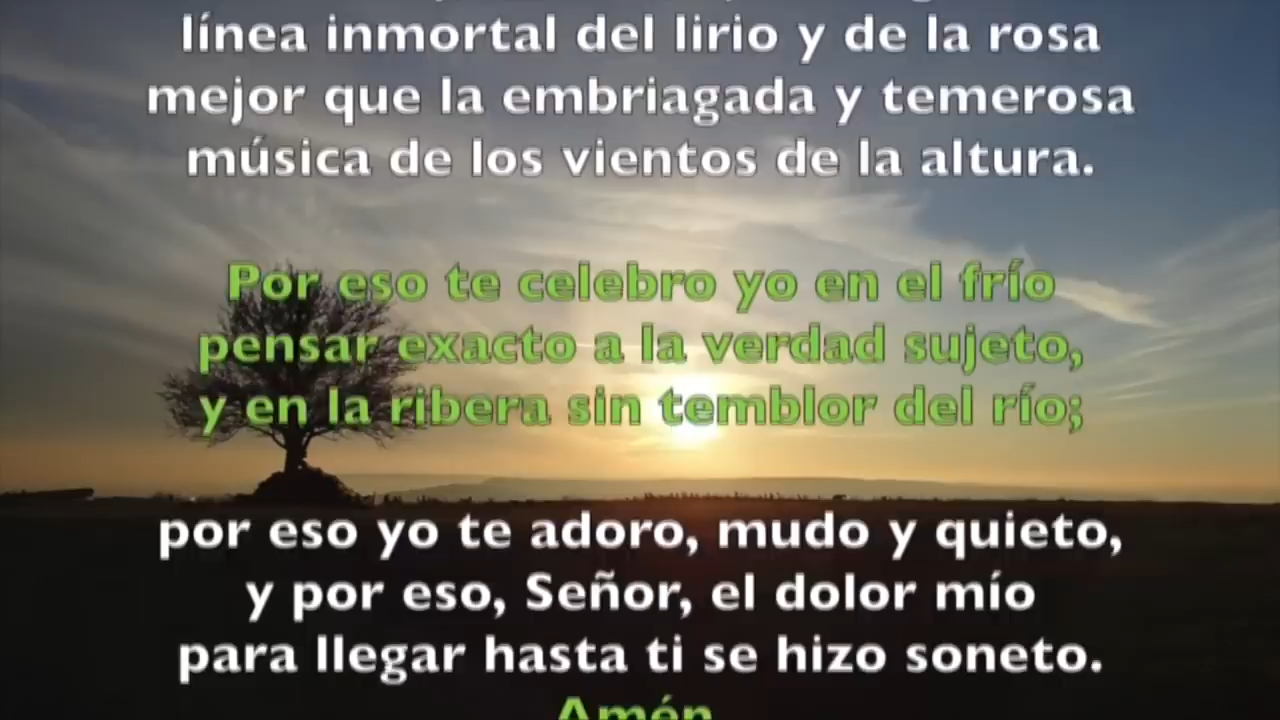 línea inmortal del lirio y de la rosa
mejor que la embriagada y temerosa
música de los vientos de la altura.
Por eso te celebro yo en el frío
pensar exacto a la verdad sujeto,
y en la ribera sin temblor del río;
por eso yo te adoro, mudo y quieto,
y por eso, Señor, el dolor mío
para llegar hasta ti se hizo soneto.
Amén